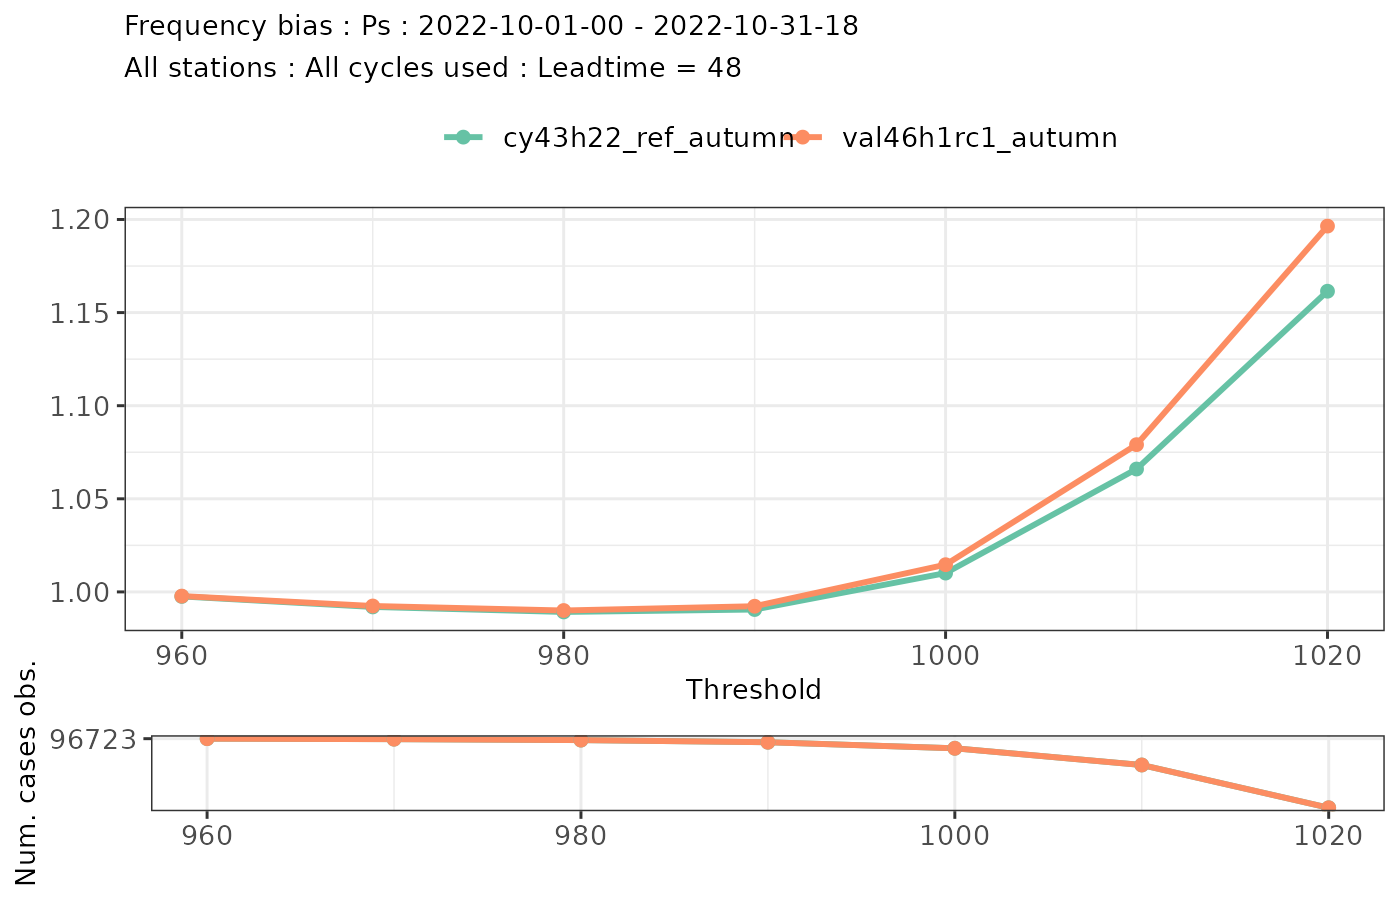 Frequency bias : Ps : 2022-10-01-00 - 2022-10-31-18
All stations : All cycles used : Leadtime = 48
cy43h22_ref_autumn val46h1rc1_autumn
1.20
1.15
1.10
1.05
1.00
960 980 1000 1020
Threshold
Num. cases obs.
96723
960 980 1000 1020